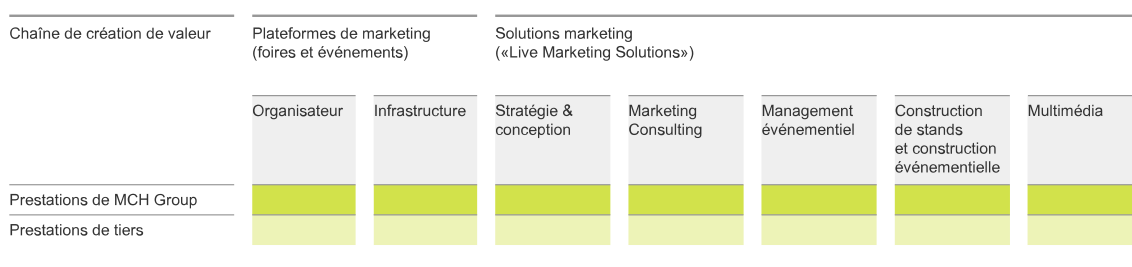 Chaîne de création de valeur
Plateformes de marketing
(foires et événements)
Solutions marketing
(«Live Marketing Solutions»)
Organisateur
Infrastructure
Stratégie &
conception
Marketing
Consulting
Management
événementiel
Construction
de stands
et construction
événementielle
Multimédia
Prestations de MCH Group
Prestations de tiers